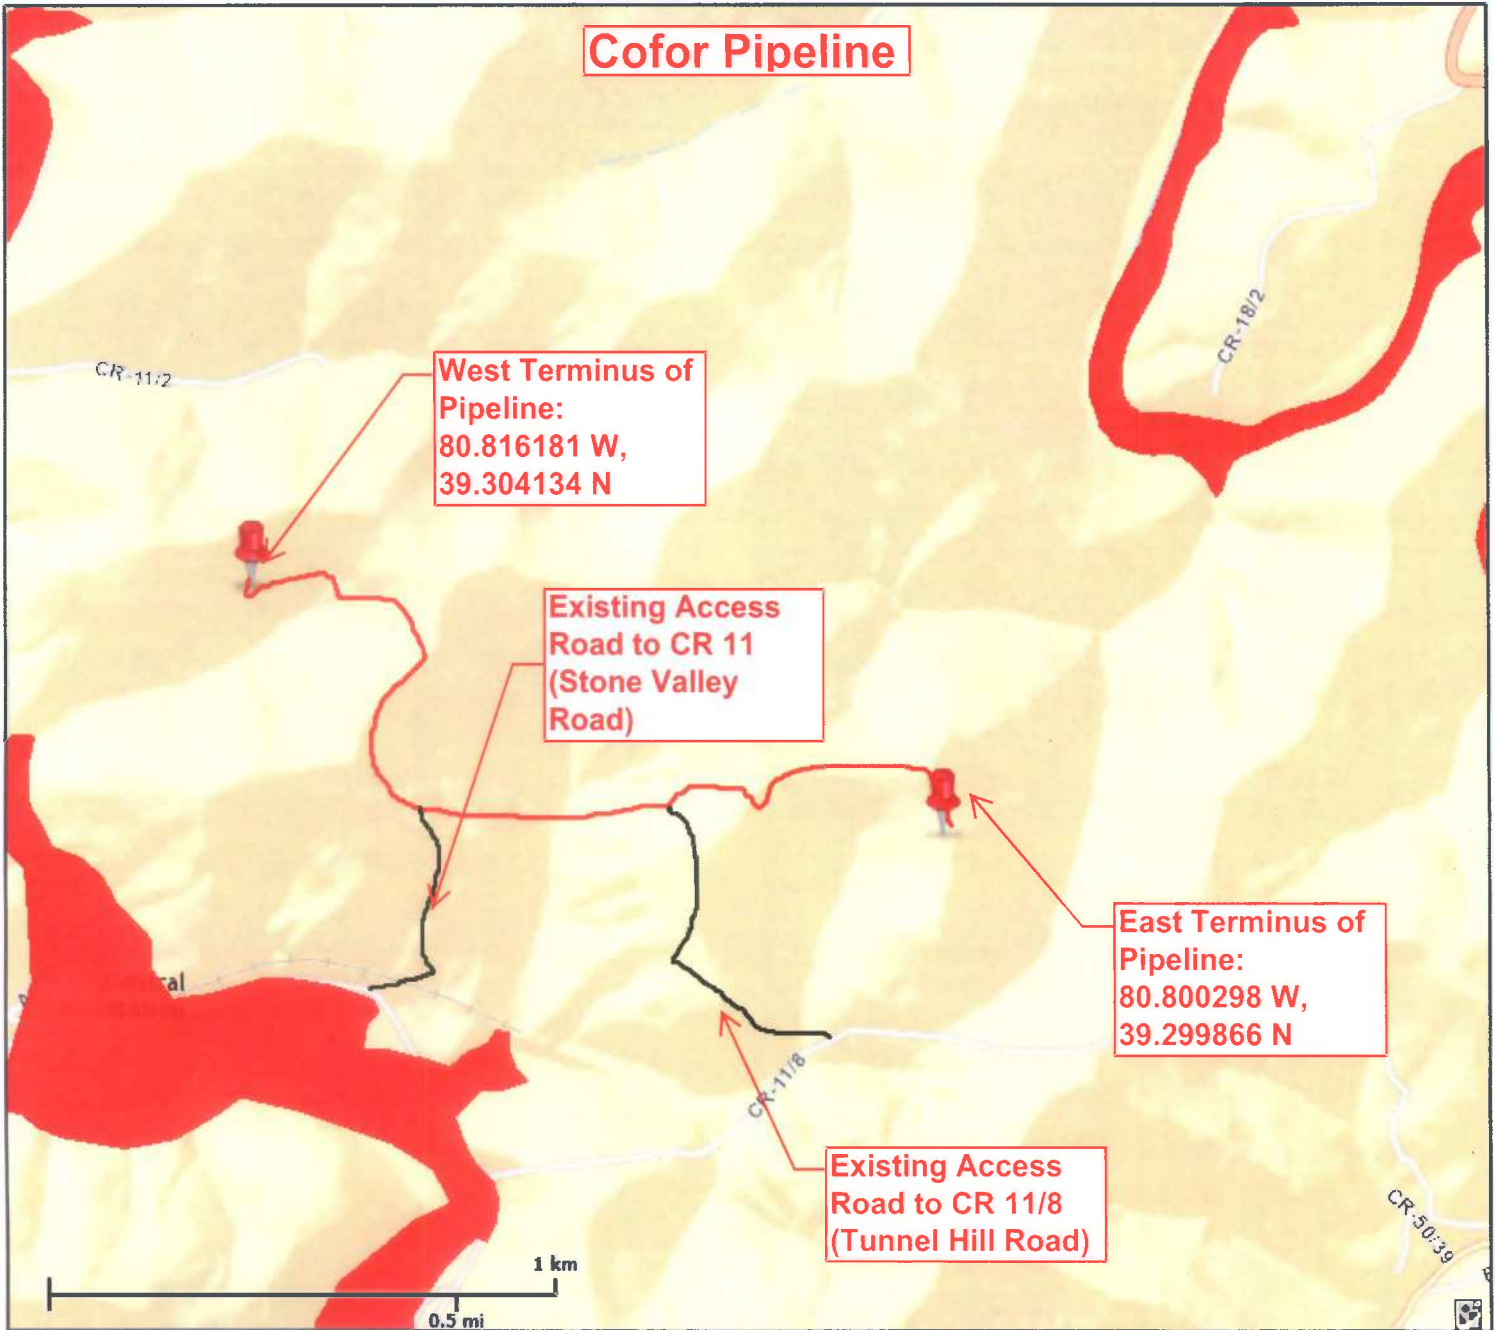 Cofor Pipeline
CR-11/2
CR-18/2
West Terminus of
Pipeline:
80.816181 W,
39.304134 N
Existing Access
Road to CR 11
(Stone Valley
Road)
East Terminus of
Pipeline:
80.800298 W,
39.299866 N
Central
Station
CR-11/8
Existing Access
Road to CR 11/8
(Tunnel Hill Road)
CR-50/39
1 km
0.5 mi